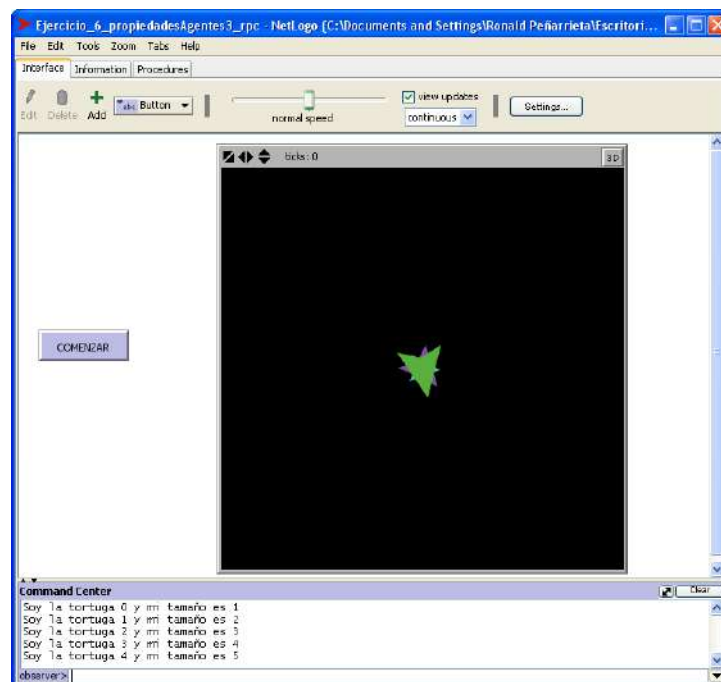 Ejercicio_6_propiedadesAgentes3_rpc - NetLogo {C:\Documents and Settings\Ronald Peñarrieta\Escritori...
File Edit Tools Zoom Tabs Help
Interface Information Procedures
Edit Delete Add abc Button normal speed view updates continuous Settings...
ticks: 0 3D
COMENZAR
Command Center Clear
Soy la tortuga 0 y mi tamaño es 1
Soy la tortuga 1 y mi tamaño es 2
Soy la tortuga 2 y mi tamaño es 3
Soy la tortuga 3 y mi tamaño es 4
Soy la tortuga 4 y mi tamaño es 5
observer>